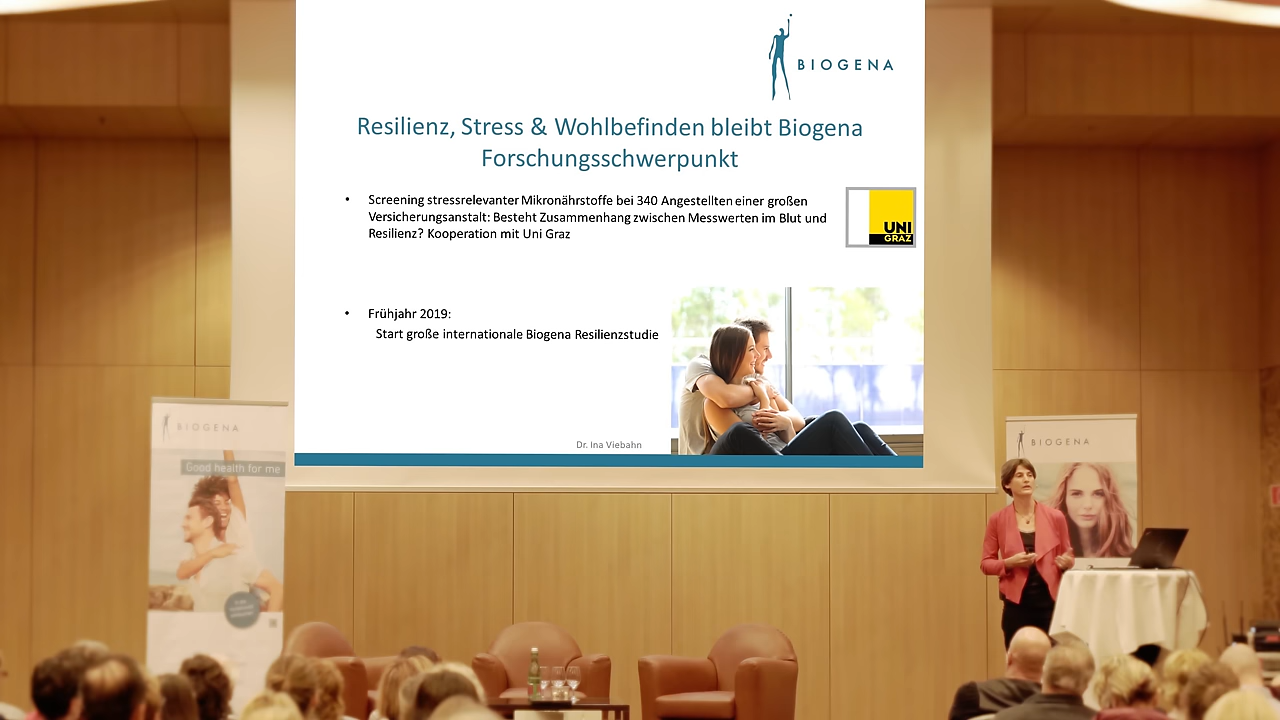 BIOGENA
Resilienz, Stress & Wohlbefinden bleibt Biogena
Forschungsschwerpunkt
• Screening stressrelevanter Mikronährstoffe bei 340 Angestellten einer großen
Versicherungsanstalt: Besteht Zusammenhang zwischen Messwerten im Blut und
Resilienz? Kooperation mit Uni Graz
UNI
GRAZ
• Frühjahr 2019:
Start große internationale Biogena Resilienzstudie
Dr. Ina Viebahn
BIOGENA
Good health for me
BIOGENA